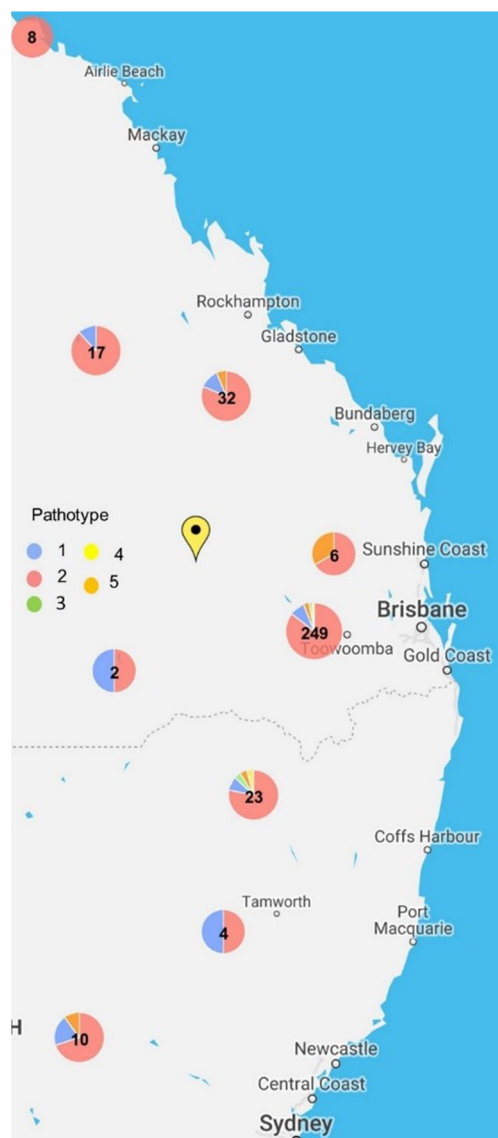 8
Airlie Beach
Mackay
Rockhampton
Gladstone
17
32
Bundaberg
Hervey Bay
Pathotype
1
4
2
5
3
6
Sunshine Coast
Brisbane
249
Toowoomba
Gold Coast
2
23
Coffs Harbour
Tamworth
Port
Macquarie
4
H
10
Newcastle
Central Coast
Sydney